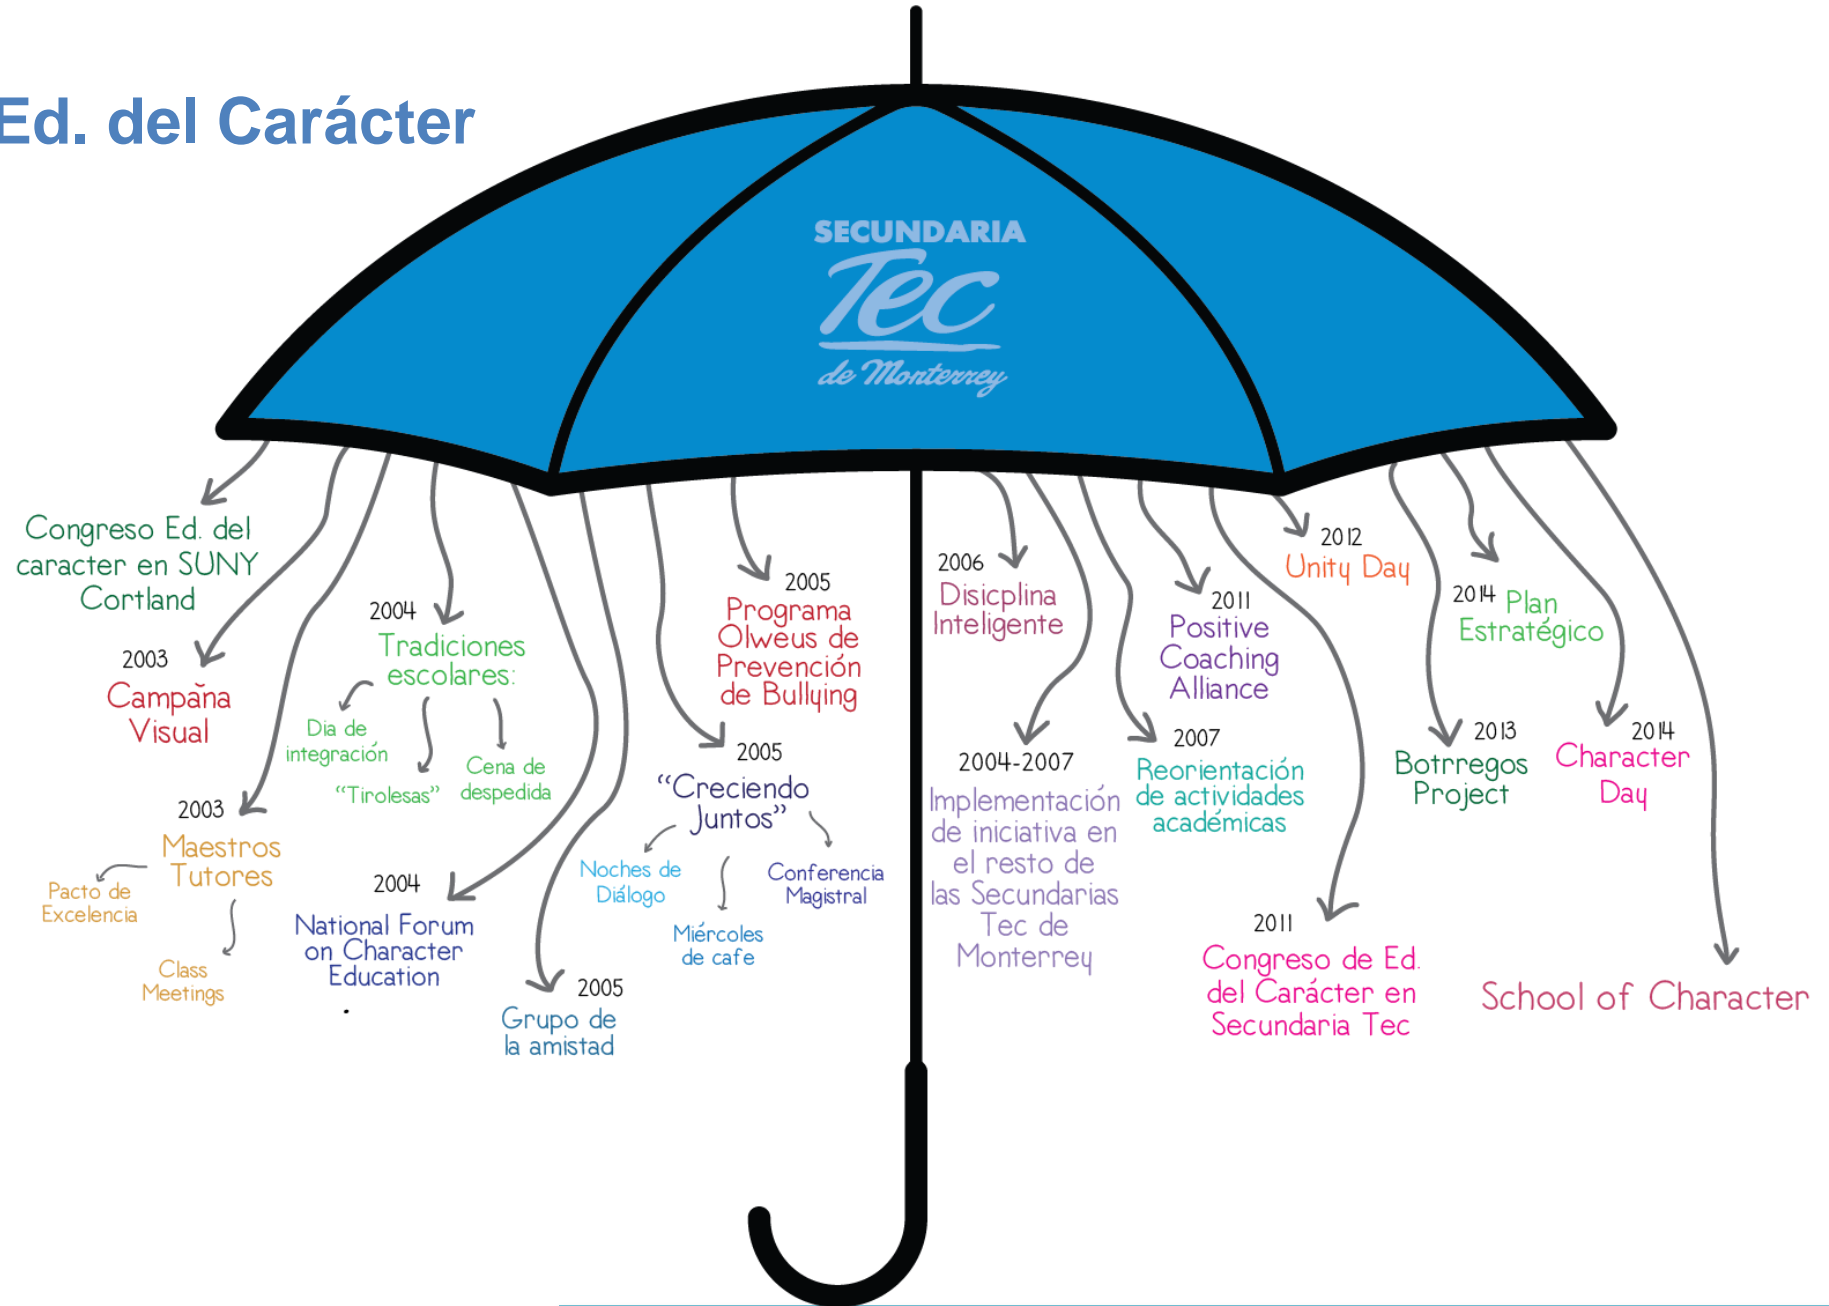 Ed. del Carácter
SECUNDARIA
Tec
de Monterrey
Congreso Ed. del
caracter en SUNY
Cortland
2003
Campaña
Visual
2003
Maestros
Tutores
Pacto de
Excelencia
Class
Meetings
2004
Tradiciones
escolares:
Dia de
integración
"Tirolesas"
Cena de
despedida
2004
National Forum
on Character
Education
.
2005
Grupo de
la amistad
2005
"Creciendo
Juntos"
Noches de
Diálogo
Miércoles
de cafe
Conferencia
Magistral
2005
Programa
Olweus de
Prevención
de Bullying
2006
Disicplina
Inteligente
2004-2007
Implementación
de iniciativa en
el resto de
las Secundarias
Tec de
Monterrey
2007
Reorientación
de actividades
académicas
2011
Positive
Coaching
Alliance
2011
Congreso de Ed.
del Carácter en
Secundaria Tec
2012
Unity Day
2013
Botrregos
Project
2014 Plan
Estratégico
2014
Character
Day
School of Character